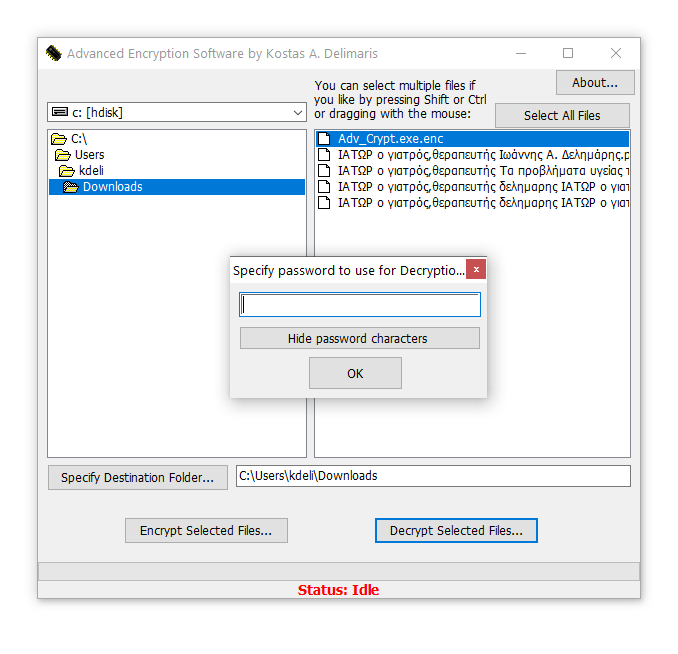 Advanced Encryption Software by Kostas A. Delimaris
About...
You can select multiple files if
you like by pressing Shift or Ctrl
or dragging with the mouse:
Select All Files
c: [hdisk]
C:\
Users
kdeli
Downloads
Adv_Crypt.exe.enc
ΙΑΤΩΡ ο γιατρός,θεραπευτής Ιωάννης Α. Δελημάρης.p
ΙΑΤΩΡ ο γιατρός,θεραπευτής Τα προβλήματα υγείας τ
ΙΑΤΩΡ ο γιατρός,θεραπευτής δελημαρης ΙΑΤΩΡ ο γιατ
ΙΑΤΩΡ ο γιατρός,θεραπευτής δελημαρης ΙΑΤΩΡ ο γιατ
Specify password to use for Decryptio...
x
Hide password characters
OK
Specify Destination Folder...
C:\Users\kdeli\Downloads
Encrypt Selected Files...
Decrypt Selected Files...
Status: Idle